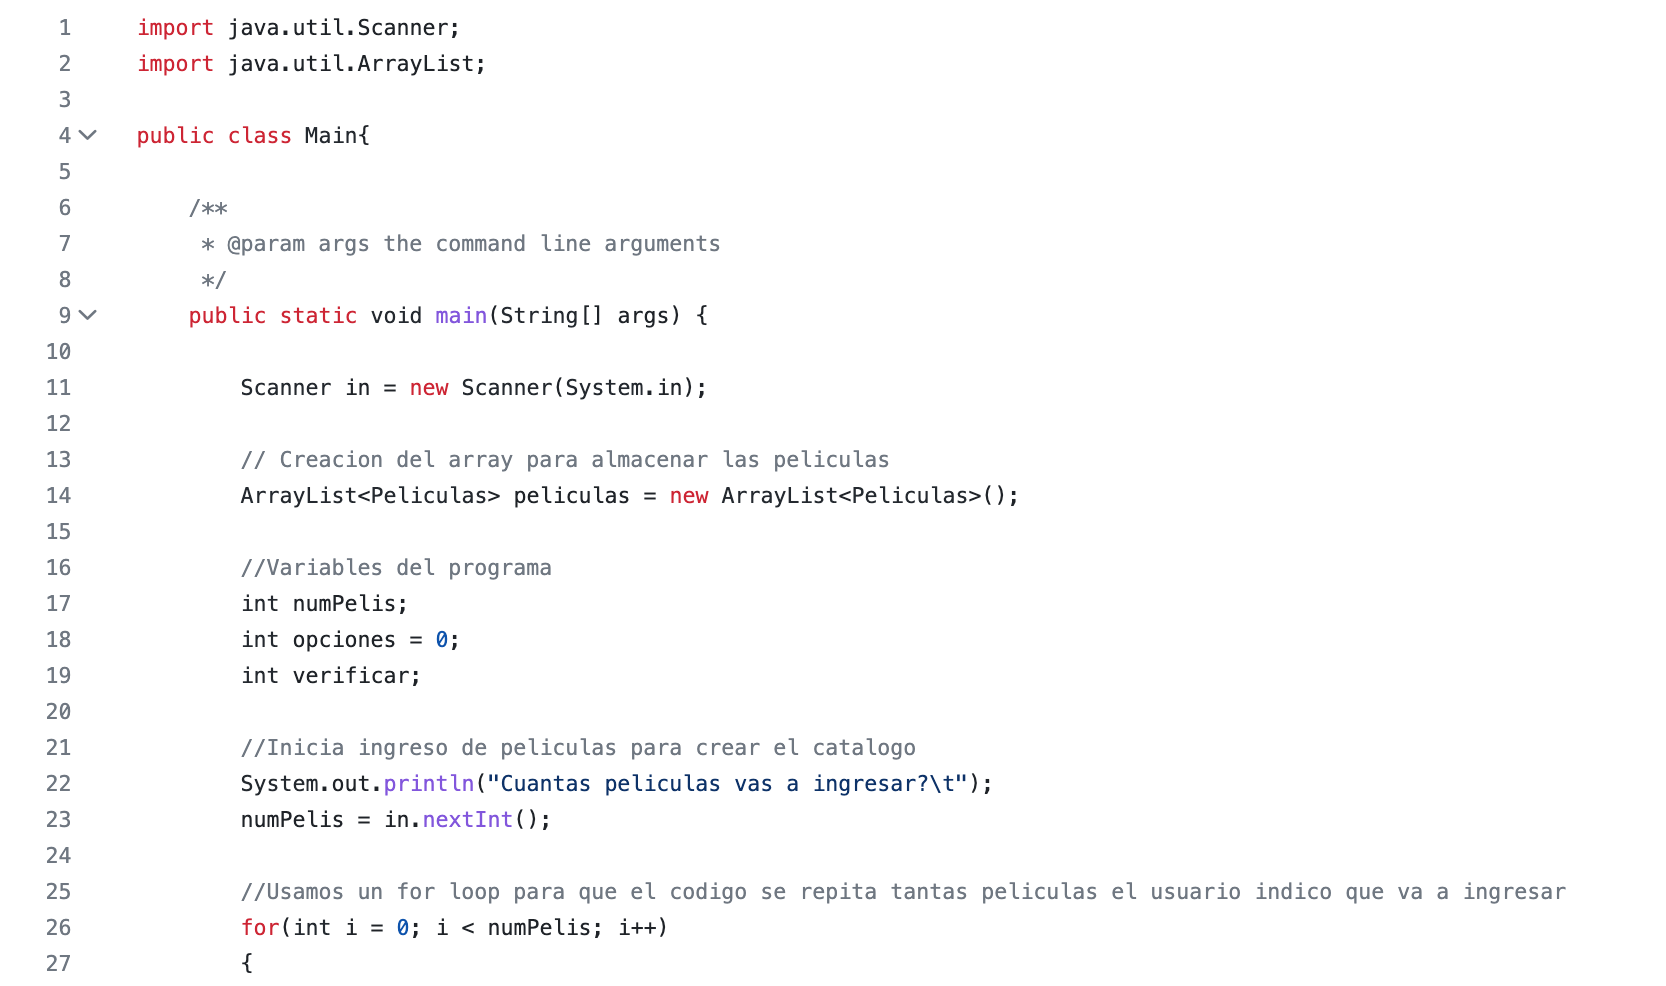 1 import java.util.Scanner;
2 import java.util.ArrayList;
3
4 public class Main{
5
6 /**
7 * @param args the command line arguments
8 */
9 public static void main(String[] args) {
10
11 Scanner in = new Scanner(System.in);
12
13 // Creacion del array para almacenar las peliculas
14 ArrayList<Peliculas> peliculas = new ArrayList<Peliculas>();
15
16 //Variables del programa
17 int numPelis;
18 int opciones = 0;
19 int verificar;
20
21 //Inicia ingreso de peliculas para crear el catalogo
22 System.out.println("Cuantas peliculas vas a ingresar?\t");
23 numPelis = in.nextInt();
24
25 //Usamos un for loop para que el codigo se repita tantas peliculas el usuario indico que va a ingresar
26 for(int i = 0; i < numPelis; i++)
27 {